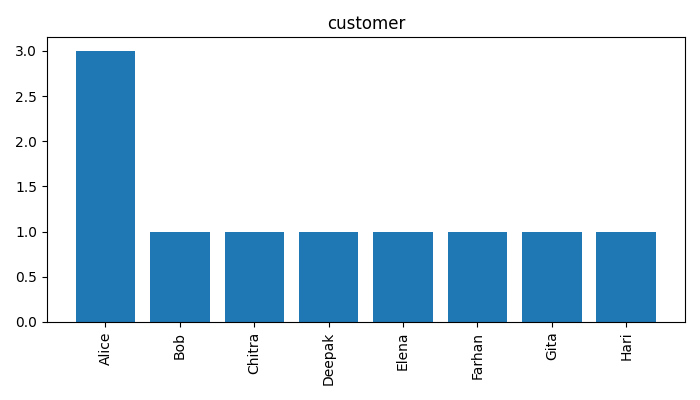 customer
3.0
2.5
2.0
1.5
1.0
0.5
0.0
Alice
Bob
Chitra
Deepak
Elena
Farhan
Gita
Hari